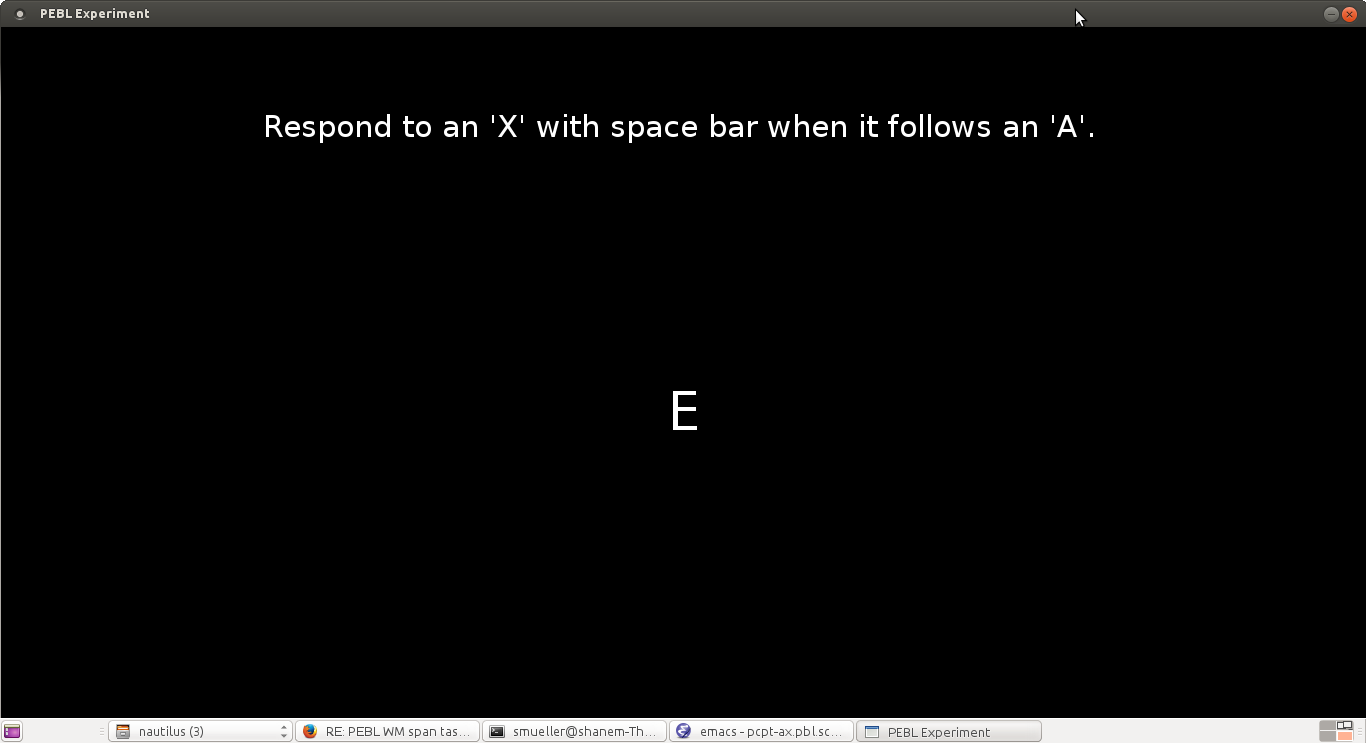 PEBL Experiment
Respond to an 'X' with space bar when it follows an 'A'.
E
nautilus (3)
RE: PEBL WM span tas...
smueller@shanem-Th...
emacs - pcpt-ax.pbl.sc...
PEBL Experiment